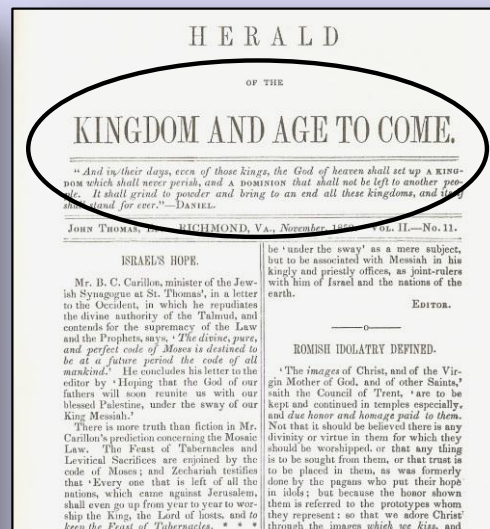 HERALD
OF THE
KINGDOM AND AGE TO COME.
"And in their days, even of those kings, the God of heaven shall set up A KING-
DOM which shall never perish, and A DOMINION that shall not be left to another peo-
ple. It shall grind to powder and bring to an end all these kingdoms, and itself
shall stand for ever."—DANIEL.
JOHN THOMAS, RICHMOND, VA., November, VOL. II.—No. 11.
ISRAEL'S HOPE.
Mr. B. C. Carillon, minister of the Jew-
ish Synagogue at St. Thomas', in a letter
to the Occident, in which he repudiates
the divine authority of the Talmud, and
contends for the supremacy of the Law
and the Prophets, says, 'The divine, pure,
and perfect code of Moses is destined to
be at a future period the code of all
mankind.' He concludes his letter to the
editor by 'Hoping that the God of our
fathers will soon reunite us with our
blessed Palestine, under the sway of our
King Messiah.'
There is more truth than fiction in Mr.
Carillon's prediction concerning the Mosaic
Law. The Feast of Tabernacles and
Levitical Sacrifices are enjoined by the
code of Moses; and Zechariah testifies
that 'Every one that is left of all the
nations, which came against Jerusalem,
shall even go up from year to year to wor-
ship the King, the Lord of hosts, and to
keep the Feast of Tabernacles. * * *
be 'under the sway' as a mere subject,
but to be associated with Messiah in his
kingly and priestly offices, as joint-rulers
with him of Israel and the nations of the
earth.
EDITOR.
ROMISH IDOLATRY DEFINED.
'The images of Christ, and of the Vir-
gin Mother of God, and of other Saints,'
saith the Council of Trent, 'are to be
kept and continued in temples especially,
and due honor and homage paid to them.
Not that it should be believed there is any
divinity or virtue in them for which they
should be worshipped, or that any thing
is to be sought from them, or that trust is
to be placed in them, as was formerly
done by the pagans who put their hope
in idols; but because the honor shown
them is referred to the prototypes whom
they represent: so that we adore Christ
through the images which we kiss, and